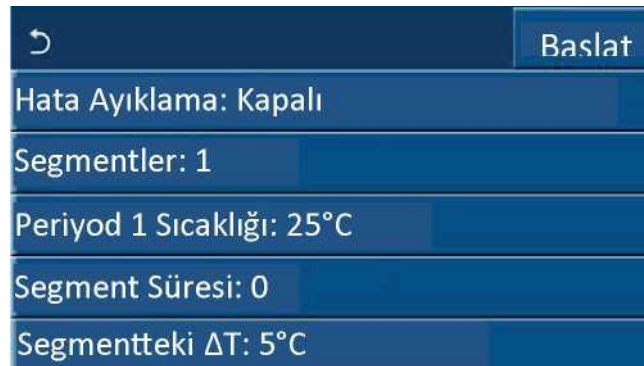 Baslat
Hata Ayıklama: Kapalı
Segmentler: 1
Periyod 1 Sıcaklığı: 25°C
Segment Süresi: 0
Segmentteki ΔT: 5°C